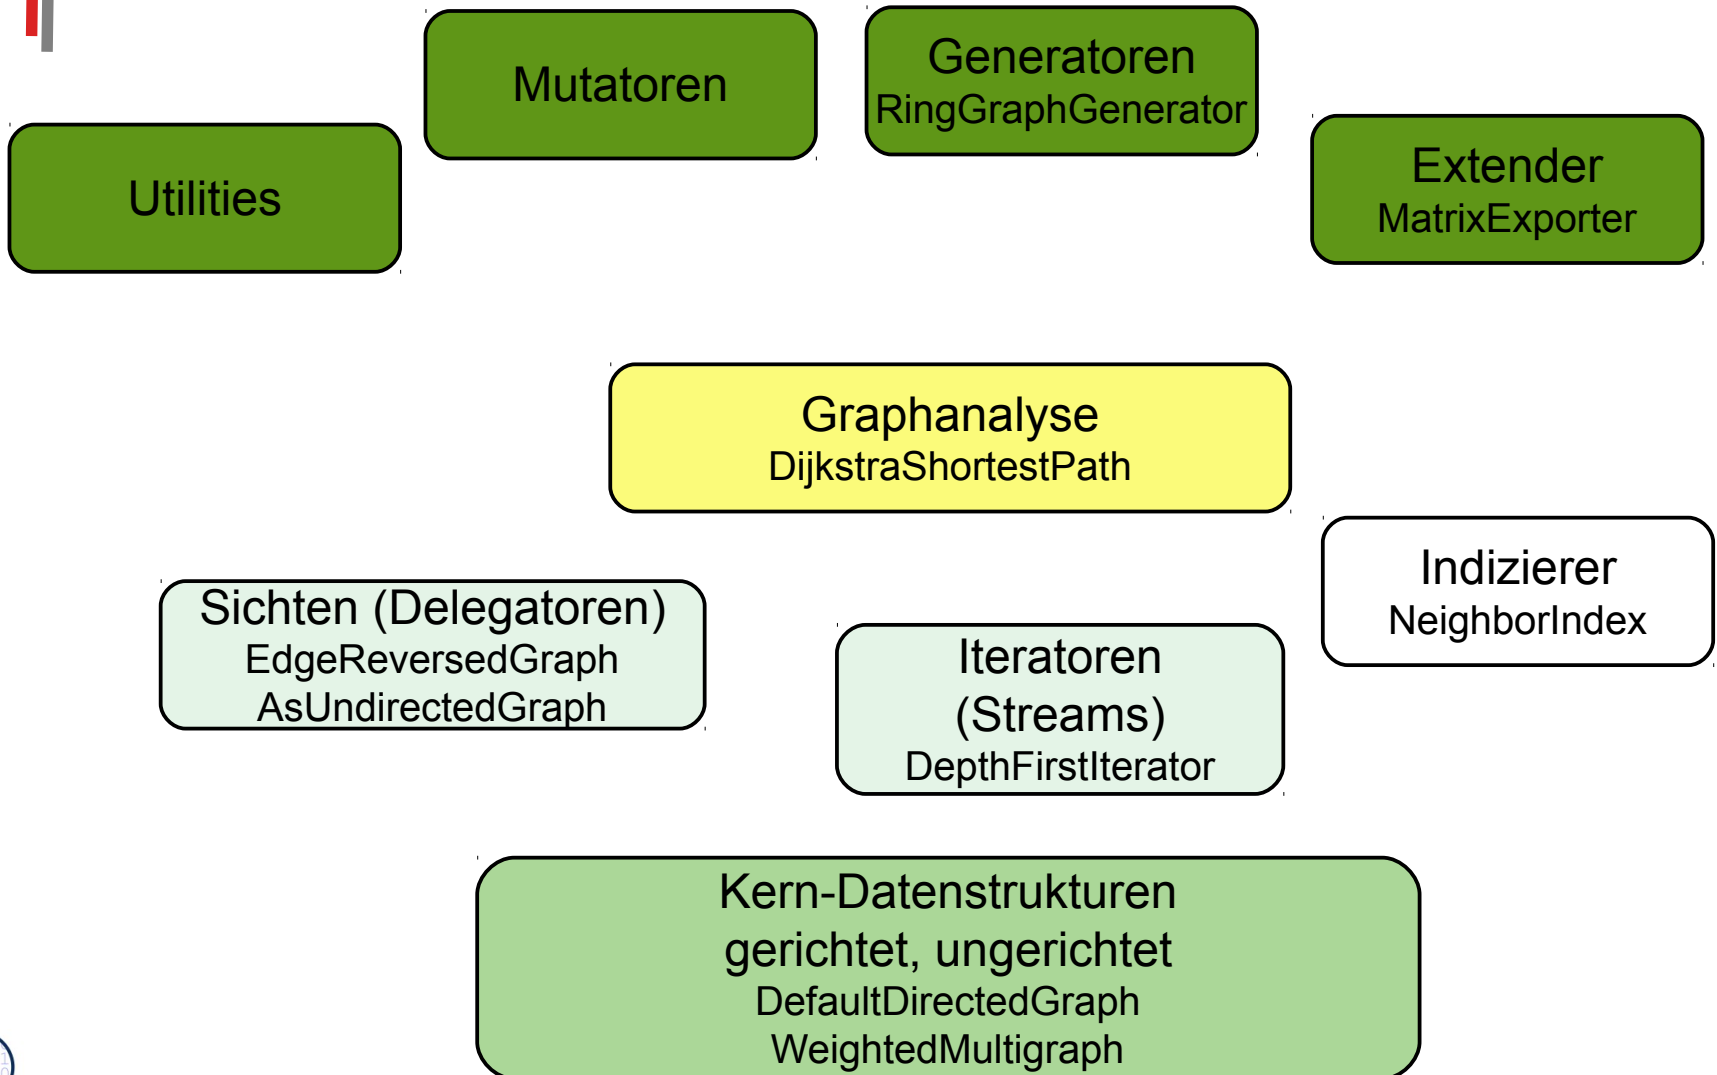 Mutatoren
Generatoren
RingGraphGenerator
Utilities
Extender
MatrixExporter
Graphanalyse
DijkstraShortestPath
Indizierer
NeighborIndex
Sichten (Delegatoren)
EdgeReversedGraph
AsUndirectedGraph
Iteratoren
(Streams)
DepthFirstIterator
Kern-Datenstrukturen
gerichtet, ungerichtet
DefaultDirectedGraph
WeightedMultigraph